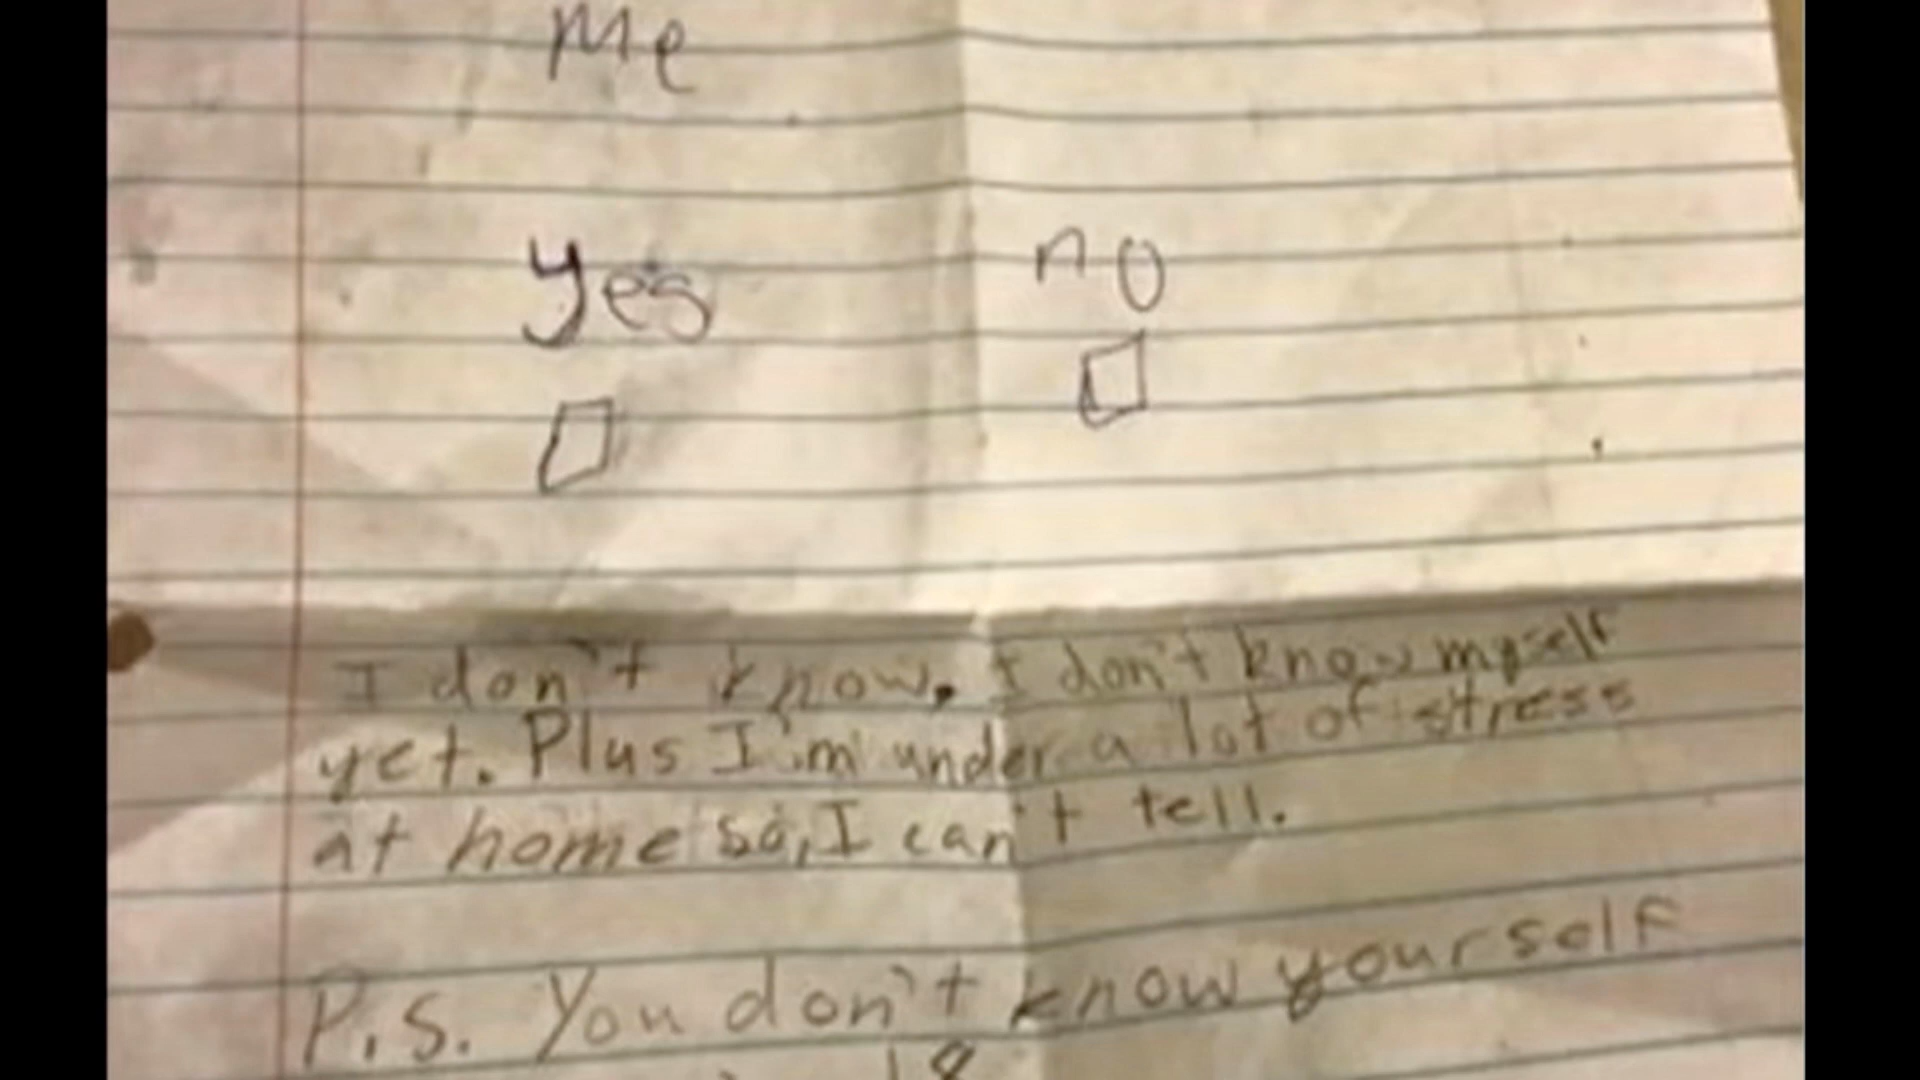 Me
yes no
I don't know. I don't know myself
yet. Plus I'm under a lot of stress
at home so, I can't tell.
P.S. You don't know yourself
18